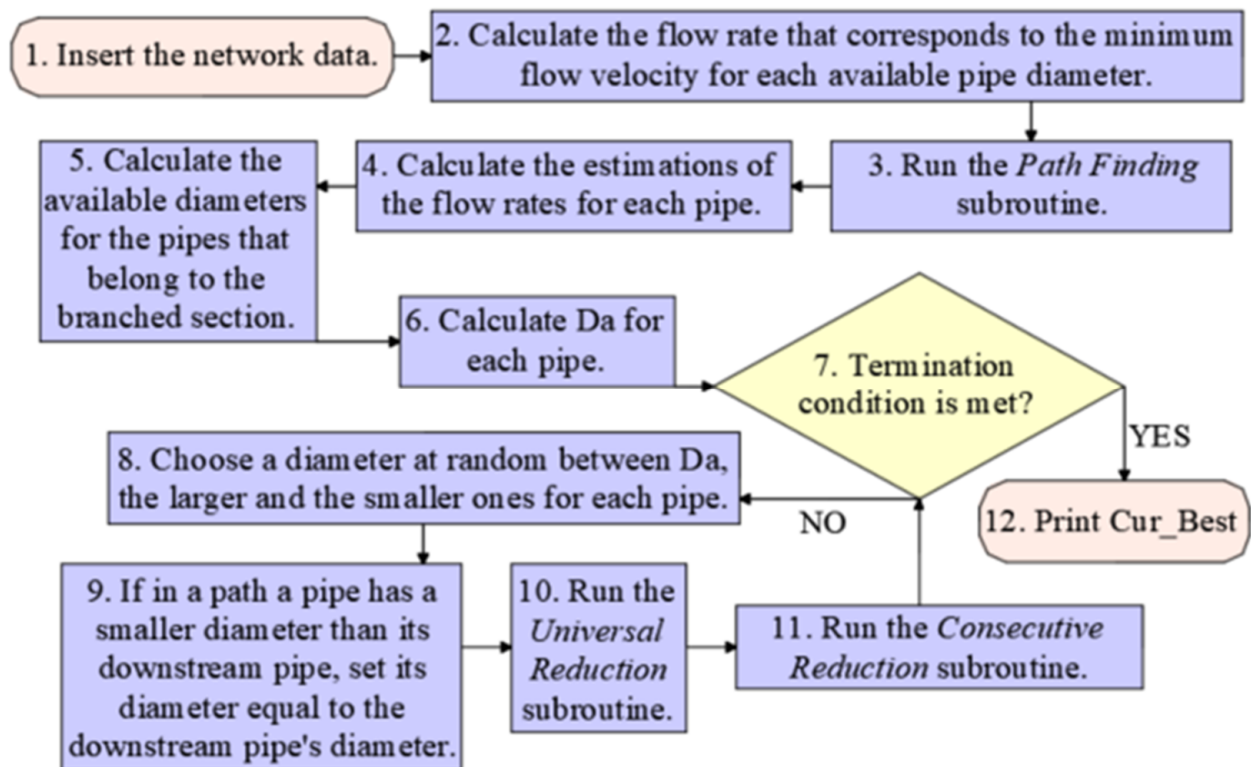 1. Insert the network data.
2. Calculate the flow rate that corresponds to the minimum
flow velocity for each available pipe diameter.
3. Run the Path Finding
subroutine.
4. Calculate the estimations of
the flow rates for each pipe.
5. Calculate the
available diameters
for the pipes that
belong to the
branched section.
6. Calculate Da for
each pipe.
7. Termination
condition is met?
YES
NO
8. Choose a diameter at random between Da,
the larger and the smaller ones for each pipe.
9. If in a path a pipe has a
smaller diameter than its
downstream pipe, set its
diameter equal to the
downstream pipe's diameter.
10. Run the
Universal
Reduction
subroutine.
11. Run the Consecutive
Reduction subroutine.
12. Print Cur_Best